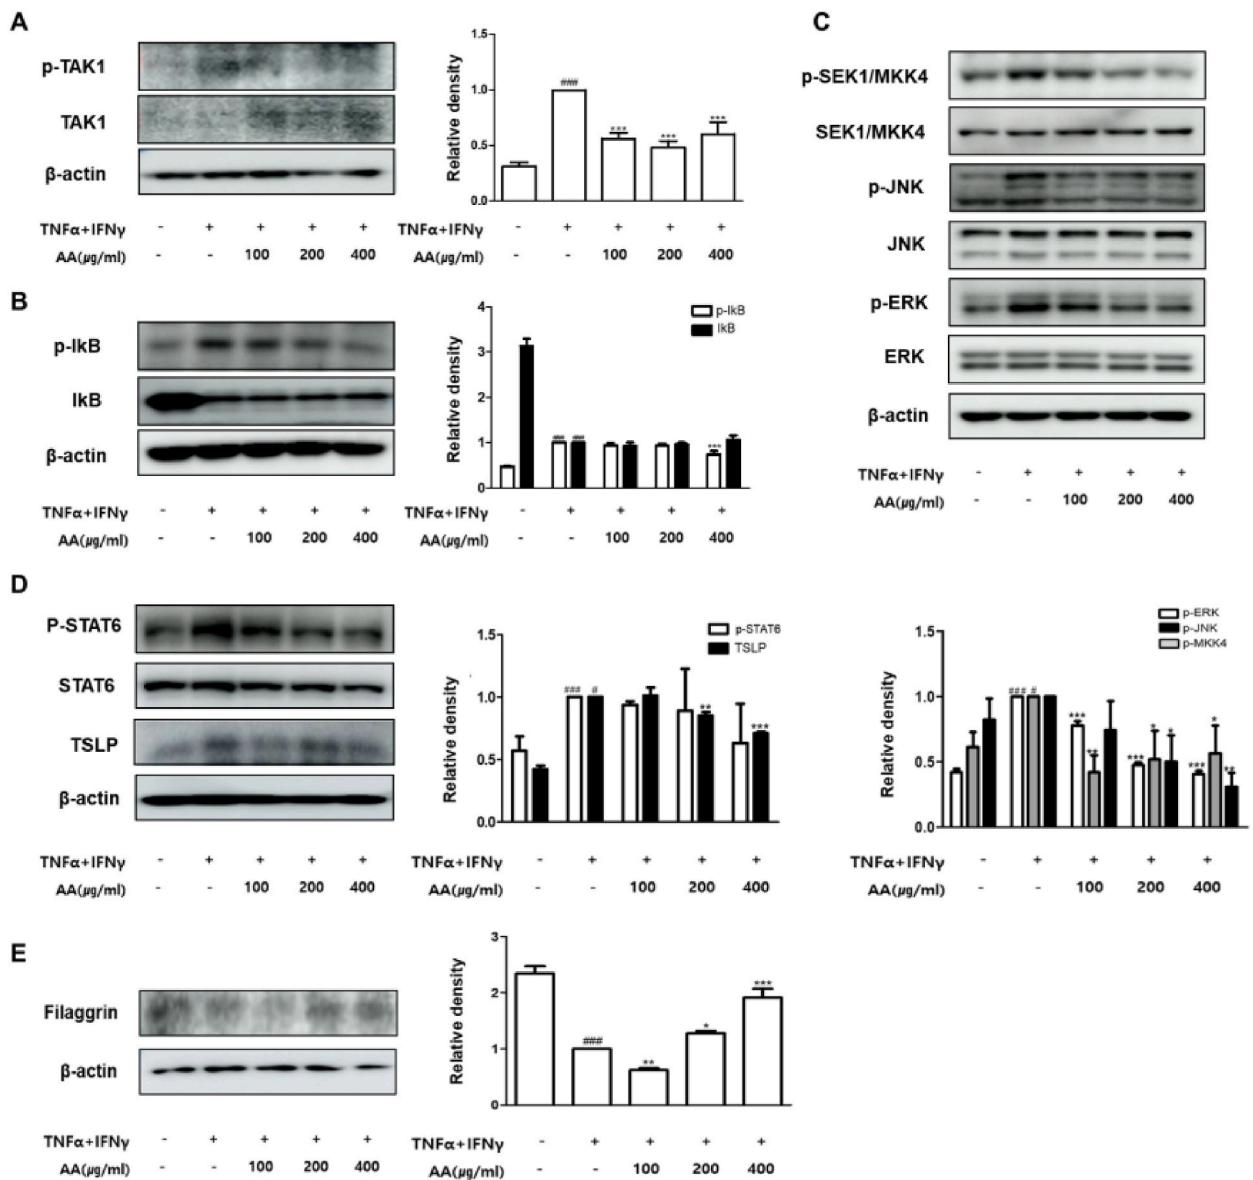 A
p-TAK1
TAK1
β-actin
TNFα+IFNγ - + + + +
AA(μg/ml) - - 100 200 400
Relative density
1.5
1.0
0.5
0.0
###
***
***
***
TNFα+IFNγ - + + + +
AA(μg/ml) - - 100 200 400
B
p-IkB
IkB
β-actin
TNFα+IFNγ - + + + +
AA(μg/ml) - - 100 200 400
Relative density
4
3
2
1
0
p-IkB
IkB
### ###
***
TNFα+IFNγ - + + + +
AA(μg/ml) - - 100 200 400
C
p-SEK1/MKK4
SEK1/MKK4
p-JNK
JNK
p-ERK
ERK
β-actin
TNFα+IFNγ - + + + +
AA(μg/ml) - - 100 200 400
D
P-STAT6
STAT6
TSLP
β-actin
TNFα+IFNγ - + + + +
AA(μg/ml) - - 100 200 400
Relative density
1.5
1.0
0.5
0.0
p-STAT6
TSLP
### #
**
***
TNFα+IFNγ - + + + +
AA(μg/ml) - - 100 200 400
Relative density
1.5
1.0
0.5
0.0
p-ERK
p-JNK
p-MKK4
### #
***
**
***
*
*
***
*
**
TNFα+IFNγ - + + + +
AA(μg/ml) - - 100 200 400
E
Filaggrin
β-actin
TNFα+IFNγ - + + + +
AA(μg/ml) - - 100 200 400
Relative density
3
2
1
0
###
**
*
***
TNFα+IFNγ - + + + +
AA(μg/ml) - - 100 200 400